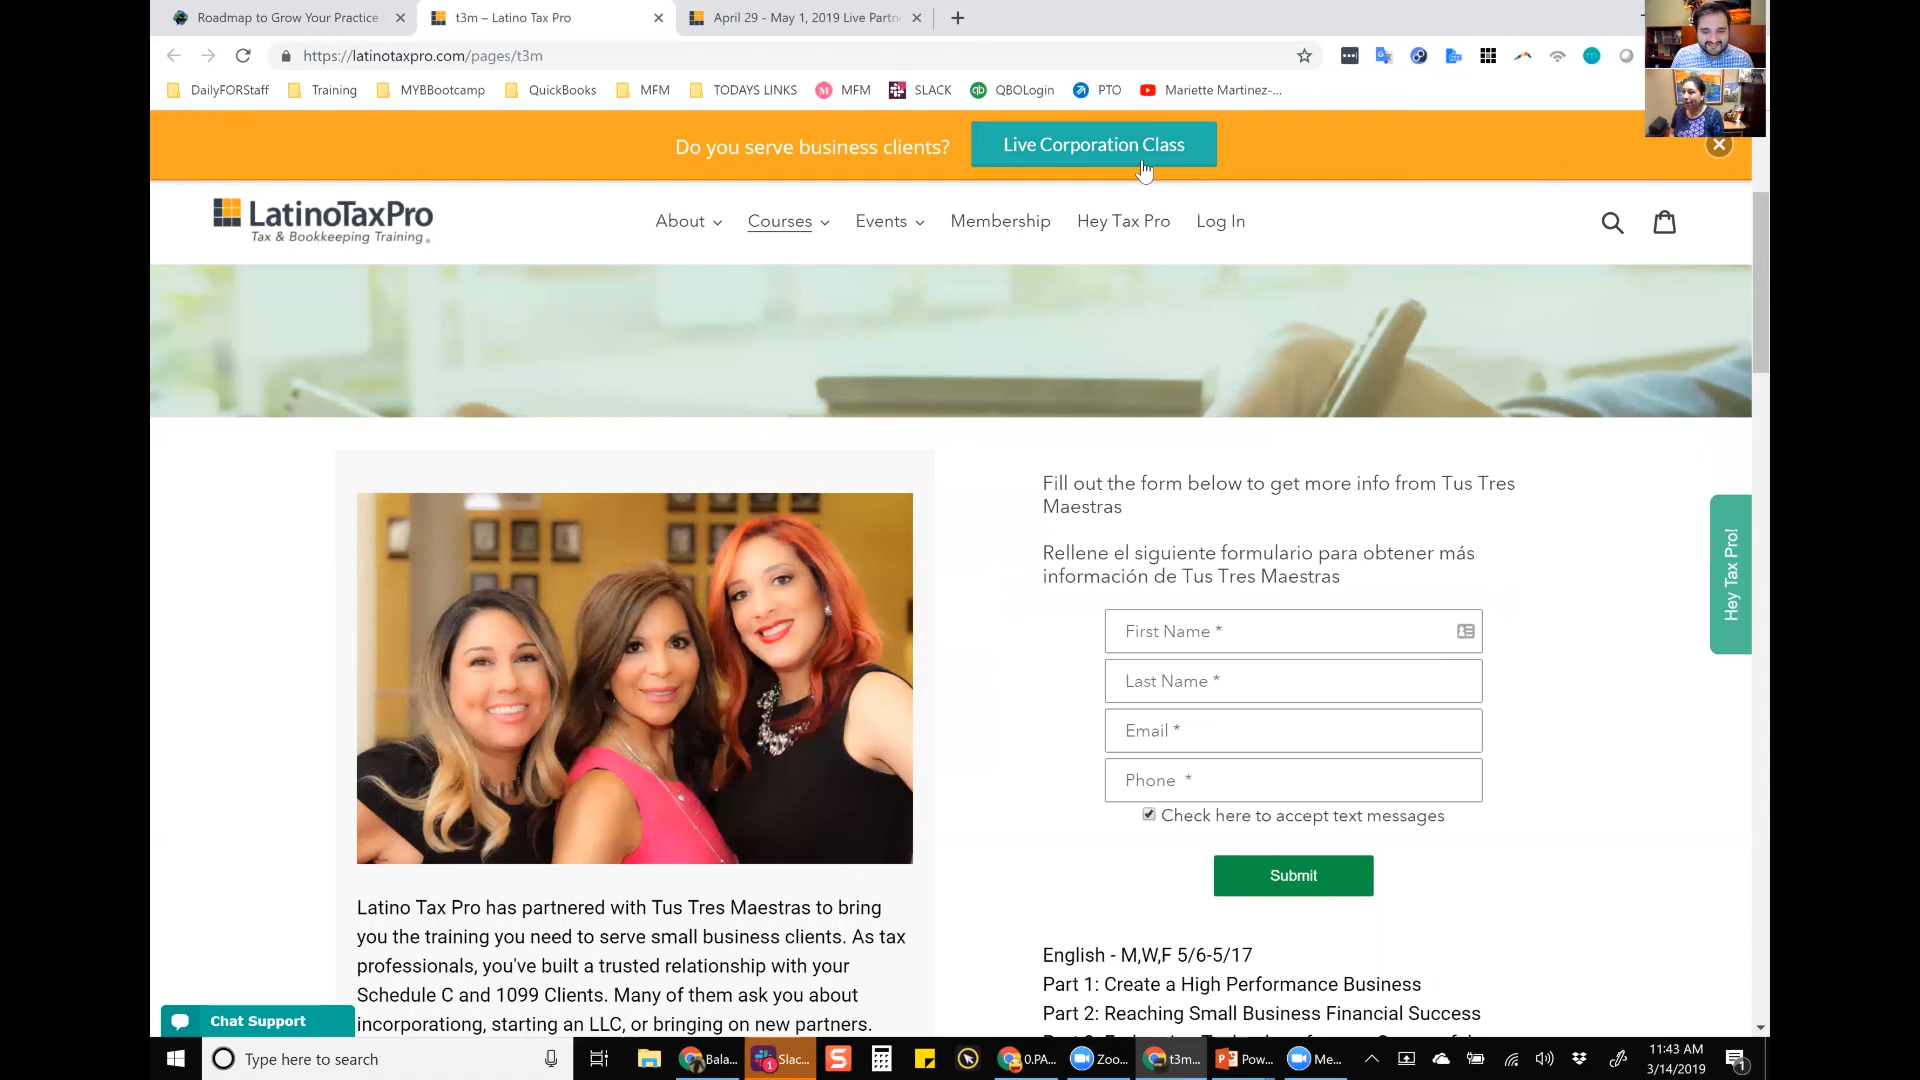 Roadmap to Grow Your Practice
t3m – Latino Tax Pro
April 29 - May 1, 2019 Live Partn
https://latinotaxpro.com/pages/t3m
DailyFORStaff
Training
MYBBootcamp
QuickBooks
MFM
TODAYS LINKS
MFM
SLACK
QBOLogin
PTO
Mariette Martinez-...
Do you serve business clients?
Live Corporation Class
LatinoTaxPro
Tax & Bookkeeping Training
About
Courses
Events
Membership
Hey Tax Pro
Log In
Fill out the form below to get more info from Tus Tres
Maestras
Rellene el siguiente formulario para obtener más
información de Tus Tres Maestras
First Name *
Last Name *
Email *
Phone *
Check here to accept text messages
Submit
Hey Tax Pro!
Latino Tax Pro has partnered with Tus Tres Maestras to bring
you the training you need to serve small business clients. As tax
professionals, you've built a trusted relationship with your
Schedule C and 1099 Clients. Many of them ask you about
incorporationg, starting an LLC, or bringing on new partners.
English - M,W,F 5/6-5/17
Part 1: Create a High Performance Business
Part 2: Reaching Small Business Financial Success
Chat Support
Type here to search
Bala...
Slac...
0.PA...
Zoo...
t3m...
Pow...
Me...
11:43 AM
3/14/2019